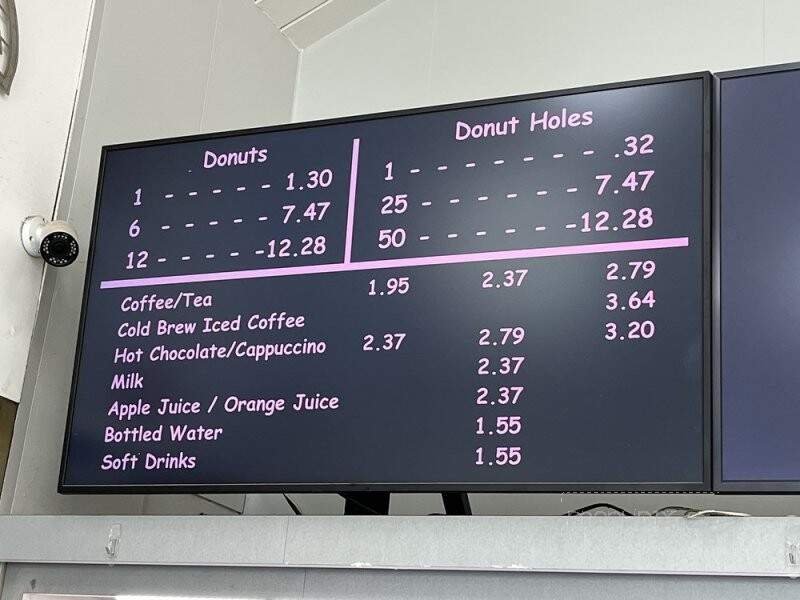 Donuts
1 - - - - - 1.30
6 - - - - - 7.47
12 - - - - -12.28
Donut Holes
1 - - - - - - - .32
25 - - - - - - 7.47
50 - - - - - -12.28
Coffee/Tea 1.95 2.37 2.79
Cold Brew Iced Coffee 3.64
Hot Chocolate/Cappuccino 2.37 2.79 3.20
Milk 2.37
Apple Juice / Orange Juice 2.37
Bottled Water 1.55
Soft Drinks 1.55